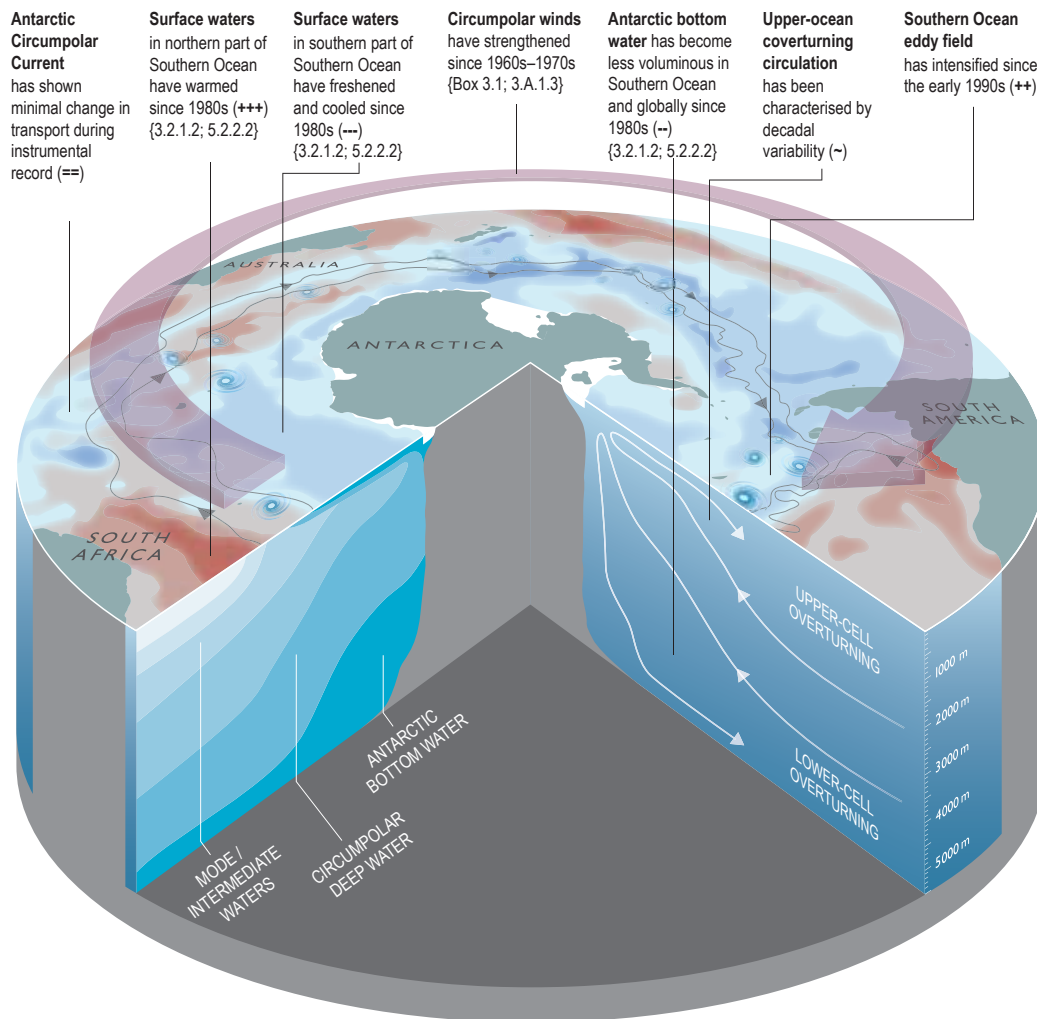 Antarctic
Circumpolar
Current
has shown
minimal change in
transport during
instrumental
record (==)
Surface waters
in northern part of
Southern Ocean
have warmed
since 1980s (+++)
{3.2.1.2; 5.2.2.2}
Surface waters
in southern part of
Southern Ocean
have freshened
and cooled since
1980s (---)
{3.2.1.2; 5.2.2.2}
Circumpolar winds
have strengthened
since 1960s–1970s
{Box 3.1; 3.A.1.3}
Antarctic bottom
water has become
less voluminous in
Southern Ocean
and globally since
1980s (--)
{3.2.1.2; 5.2.2.2}
Upper-ocean
coverturning
circulation
has been
characterised by
decadal
variability (~)
Southern Ocean
eddy field
has intensified since
the early 1990s (++)
AUSTRALIA
ANTARCTICA
SOUTH
AMERICA
SOUTH
AFRICA
UPPER-CELL
OVERTURNING
LOWER-CELL
OVERTURNING
1000 m
2000 m
3000 m
4000 m
5000 m
ANTARCTIC
BOTTOM WATER
CIRCUMPOLAR
DEEP WATER
MODE /
INTERMEDIATE
WATERS